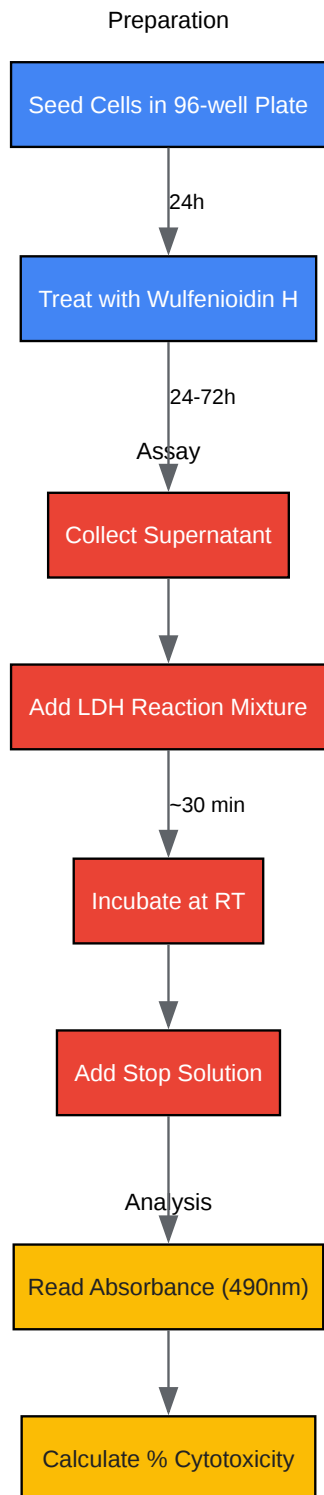 Preparation
Seed Cells in 96-well Plate
24h
Treat with Wulfenioidin H
24-72h
Assay
Collect Supernatant
Add LDH Reaction Mixture
~30 min
Incubate at RT
Add Stop Solution
Analysis
Read Absorbance (490nm)
Calculate % Cytotoxicity